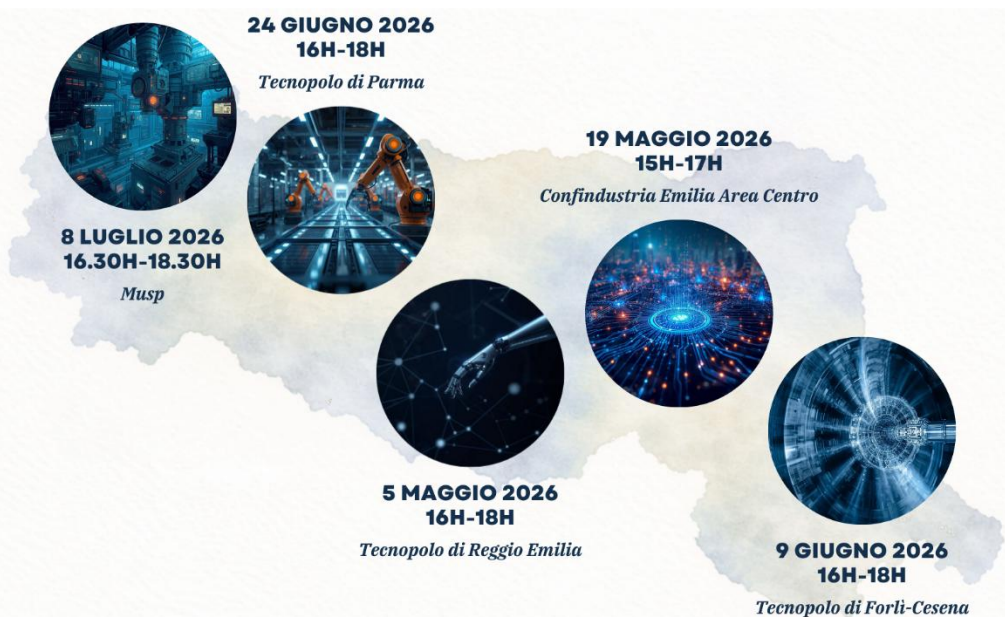 24 GIUGNO 2026
16H-18H
Tecnopolo di Parma
8 LUGLIO 2026
16.30H-18.30H
Musp
19 MAGGIO 2026
15H-17H
Confindustria Emilia Area Centro
5 MAGGIO 2026
16H-18H
Tecnopolo di Reggio Emilia
9 GIUGNO 2026
16H-18H
Tecnopolo di Forlì-Cesena